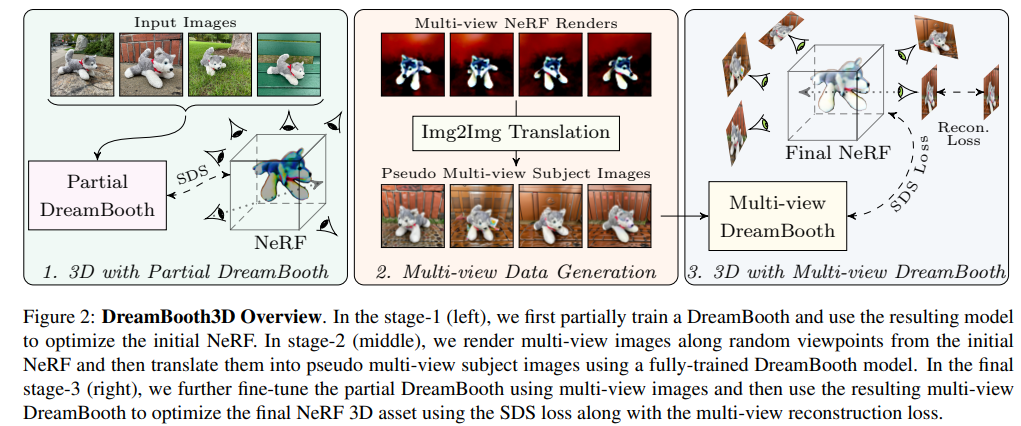 Input Images
Partial
DreamBooth
SDS
NeRF
1. 3D with Partial DreamBooth
Multi-view NeRF Renders
Img2Img Translation
Pseudo Multi-view Subject Images
2. Multi-view Data Generation
Final NeRF
Recon.
Loss
SDS Loss
Multi-view
DreamBooth
3. 3D with Multi-view DreamBooth
Figure 2: DreamBooth3D Overview. In the stage-1 (left), we first partially train a DreamBooth and use the resulting model
to optimize the initial NeRF. In stage-2 (middle), we render multi-view images along random viewpoints from the initial
NeRF and then translate them into pseudo multi-view subject images using a fully-trained DreamBooth model. In the final
stage-3 (right), we further fine-tune the partial DreamBooth using multi-view images and then use the resulting multi-view
DreamBooth to optimize the final NeRF 3D asset using the SDS loss along with the multi-view reconstruction loss.